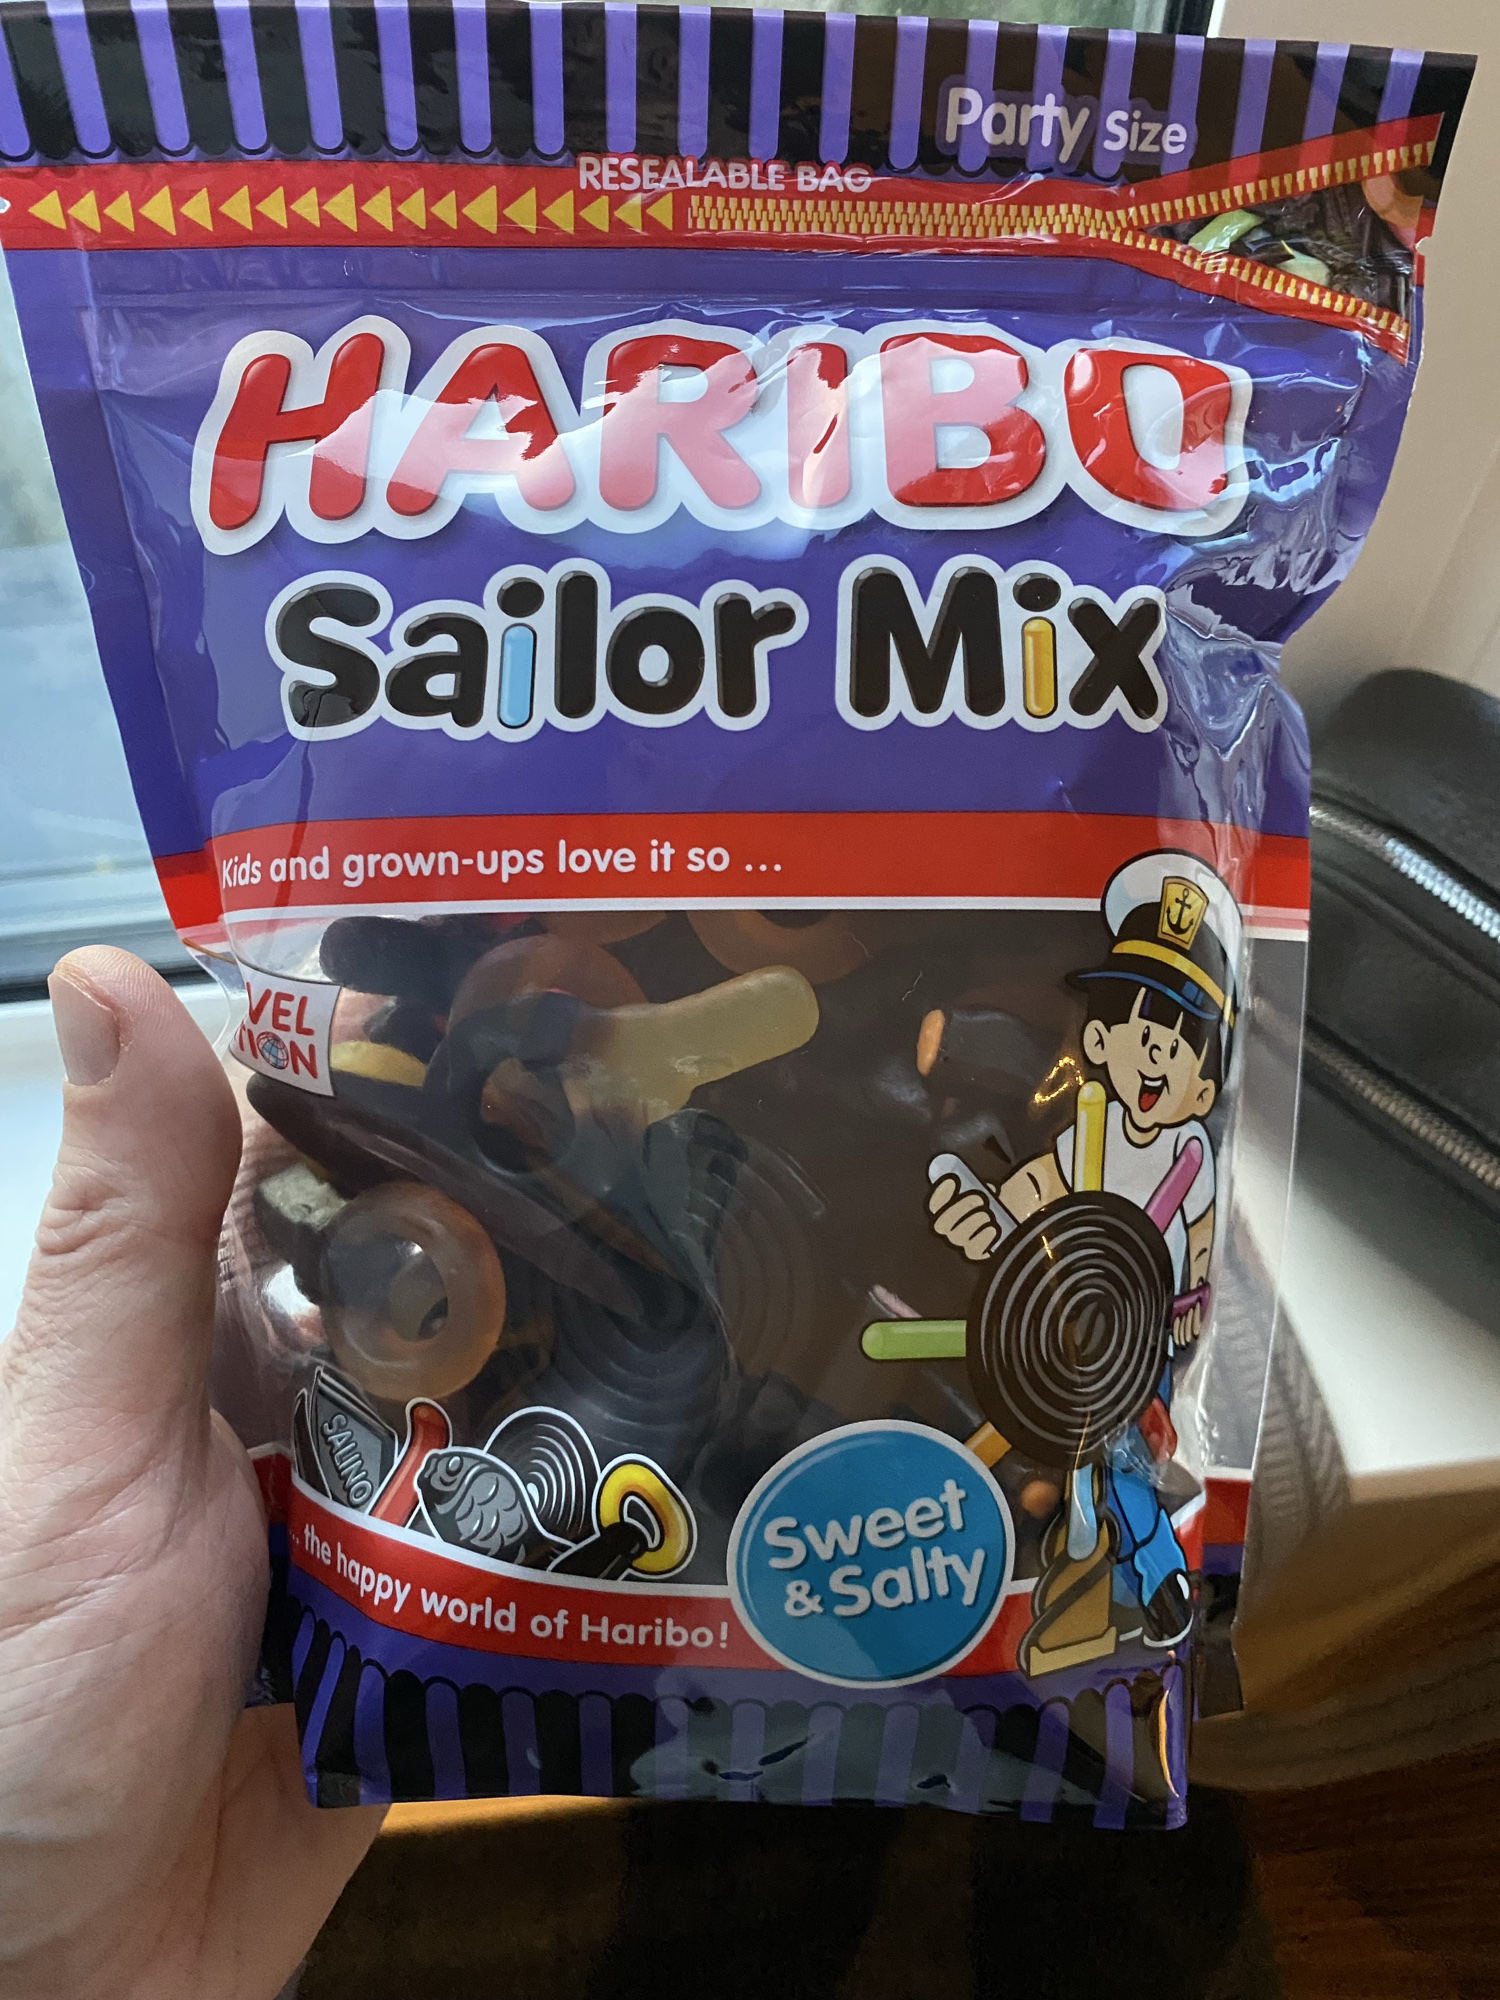 Party Size
RESEALABLE BAG
HARIBO
Sailor Mix
Kids and grown-ups love it so ...
SALINO
Sweet
& Salty
... the happy world of Haribo!